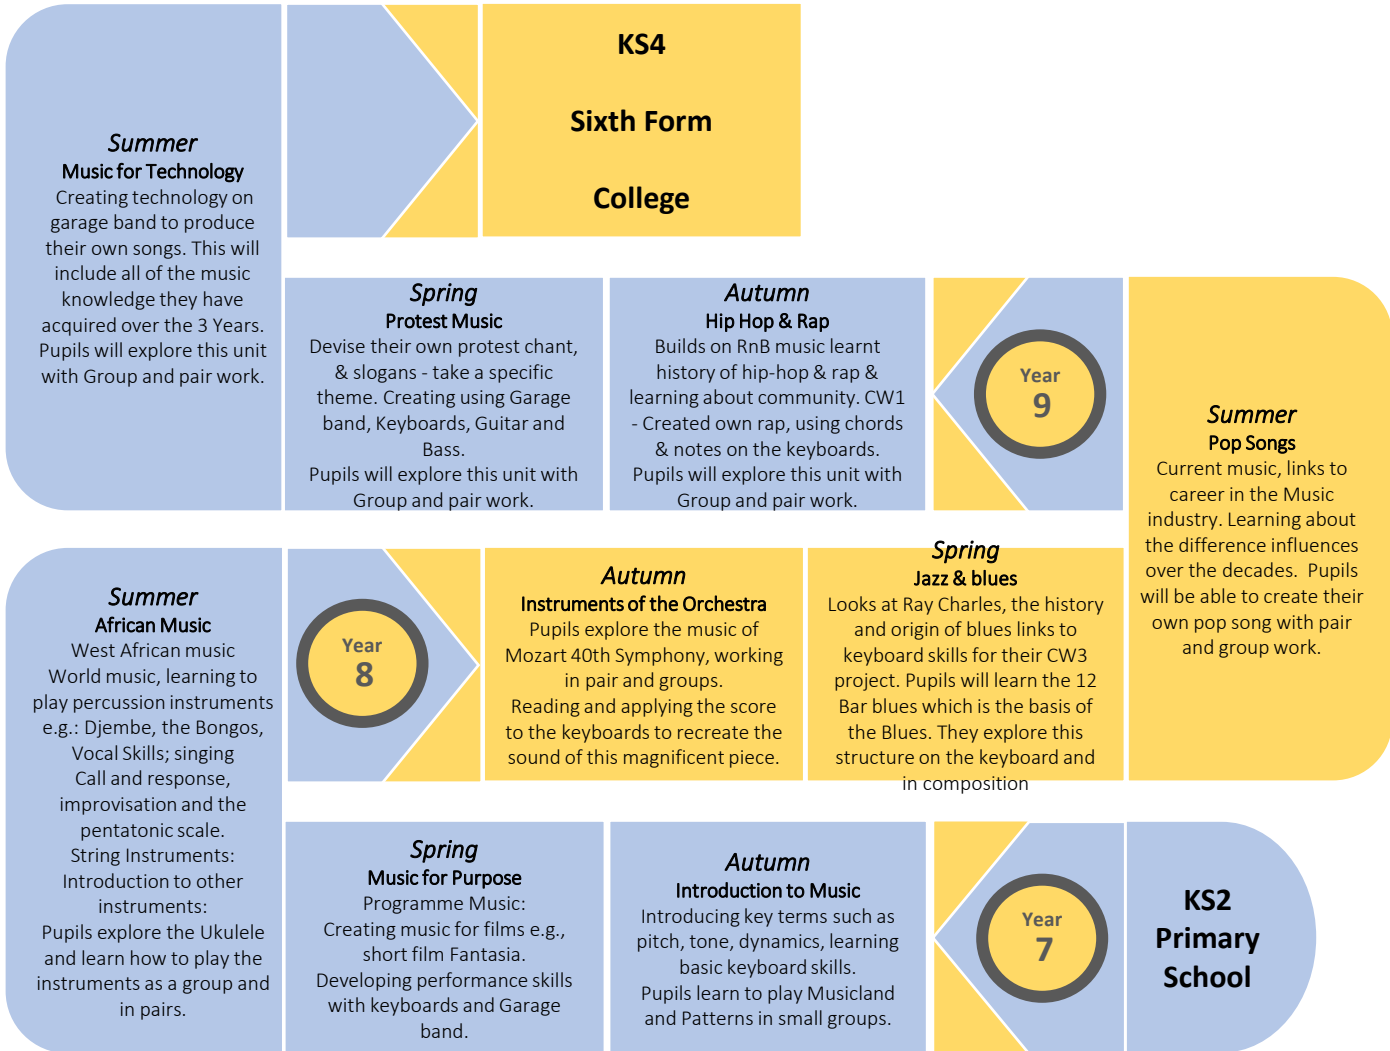 KS4
Sixth Form
College
Summer
Music for Technology
Creating technology on
garage band to produce
their own songs. This will
include all of the music
knowledge they have
acquired over the 3 Years.
Pupils will explore this unit
with Group and pair work.
Spring
Protest Music
Devise their own protest chant,
& slogans - take a specific
theme. Creating using Garage
band, Keyboards, Guitar and
Bass.
Pupils will explore this unit with
Group and pair work.
Autumn
Hip Hop & Rap
Builds on RnB music learnt
history of hip-hop & rap &
learning about community. CW1
- Created own rap, using chords
& notes on the keyboards.
Pupils will explore this unit with
Group and pair work.
Year
9
Summer
Pop Songs
Current music, links to
career in the Music
industry. Learning about
the difference influences
over the decades. Pupils
will be able to create their
own pop song with pair
and group work.
Summer
African Music
West African music
World music, learning to
play percussion instruments
e.g.: Djembe, the Bongos,
Vocal Skills; singing
Call and response,
improvisation and the
pentatonic scale.
String Instruments:
Introduction to other
instruments:
Pupils explore the Ukulele
and learn how to play the
instruments as a group and
in pairs.
Year
8
Autumn
Instruments of the Orchestra
Pupils explore the music of
Mozart 40th Symphony, working
in pair and groups.
Reading and applying the score
to the keyboards to recreate the
sound of this magnificent piece.
Spring
Jazz & blues
Looks at Ray Charles, the history
and origin of blues links to
keyboard skills for their CW3
project. Pupils will learn the 12
Bar blues which is the basis of
the Blues. They explore this
structure on the keyboard and
in composition
Spring
Music for Purpose
Programme Music:
Creating music for films e.g.,
short film Fantasia.
Developing performance skills
with keyboards and Garage
band.
Autumn
Introduction to Music
Introducing key terms such as
pitch, tone, dynamics, learning
basic keyboard skills.
Pupils learn to play Musicland
and Patterns in small groups.
Year
7
KS2
Primary
School